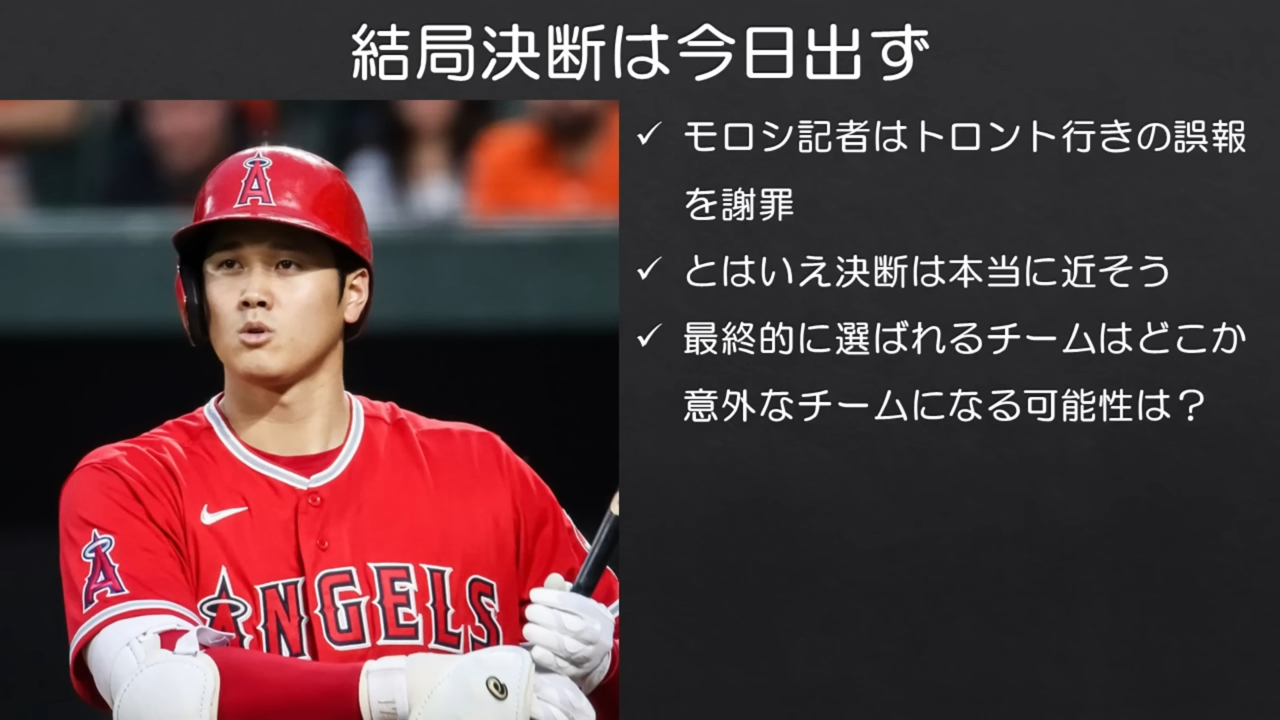 結局決断は今日出ず
✓ モロシ記者はトロント行きの誤報
を謝罪
✓ とはいえ決断は本当に近そう
✓ 最終的に選ばれるチームはどこか
意外なチームになる可能性は？
A
A
ANGELS